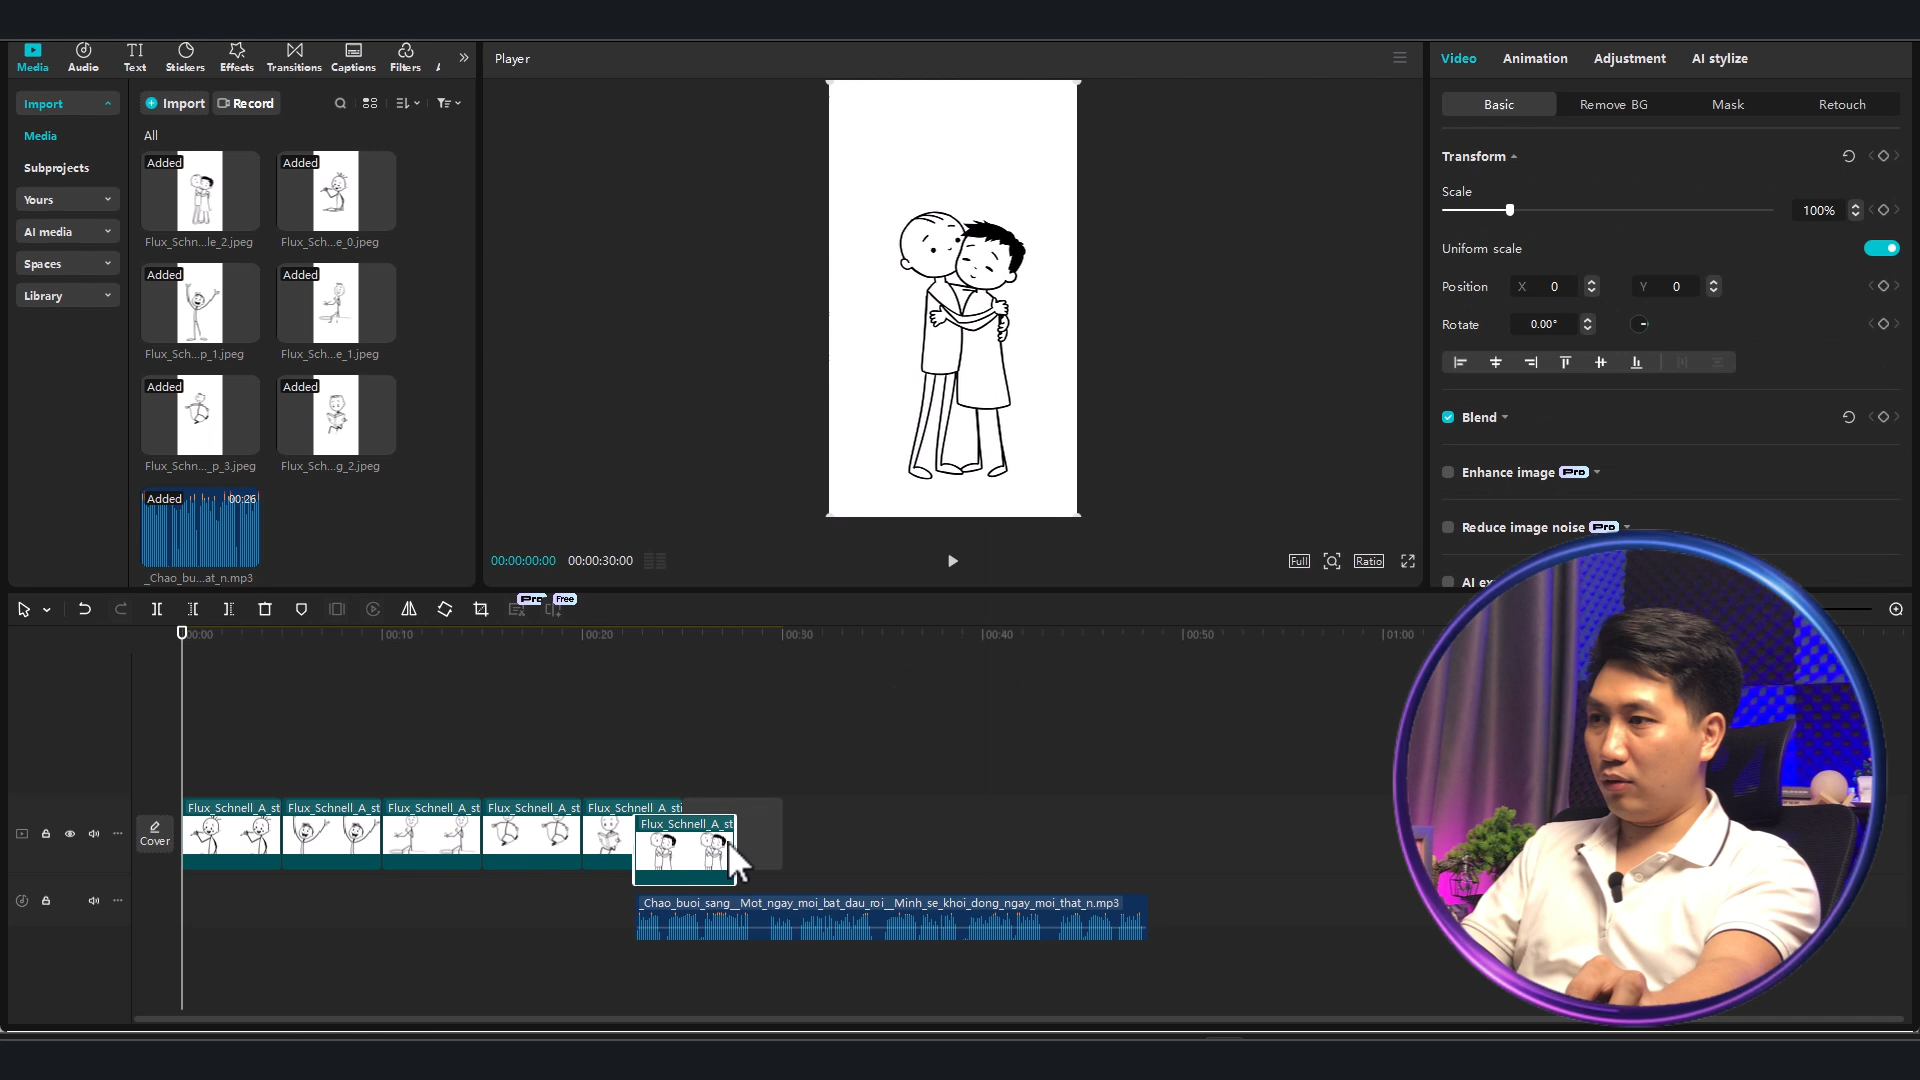 Media
Audio
Text
Stickers
Effects
Transitions
Captions
Filters
Player
Video
Animation
Adjustment
AI stylize
Import
Import
Record
Basic
Remove BG
Mask
Retouch
Media
All
Subprojects
Yours
AI media
Spaces
Library
Added
Added
Flux_Schn...le_2.jpeg
Flux_Sch...e_0.jpeg
Added
Added
Flux_Sch...p_1.jpeg
Flux_Sch...e_1.jpeg
Added
Added
Flux_Schn..._p_3.jpeg
Flux_Sch...g_2.jpeg
Added
00:26
_Chao_bu...at_n.mp3
Transform
Scale
100%
Uniform scale
Position
X 0
Y 0
Rotate
0.00°
Blend
Enhance image Pro
Reduce image noise Pro
00:00:00:00
00:00:30:00
Full
Ratio
Pro
Free
00:00
00:10
00:20
00:30
00:40
00:50
01:00
Cover
Flux_Schnell_A_st
Flux_Schnell_A_st
Flux_Schnell_A_st
Flux_Schnell_A_st
Flux_Schnell_A_sti
Flux_Schnell_A_st
_Chao_buoi_sang__Mot_ngay_moi_bat_dau_roi__Minh_se_khoi_dong_ngay_moi_that_n.mp3